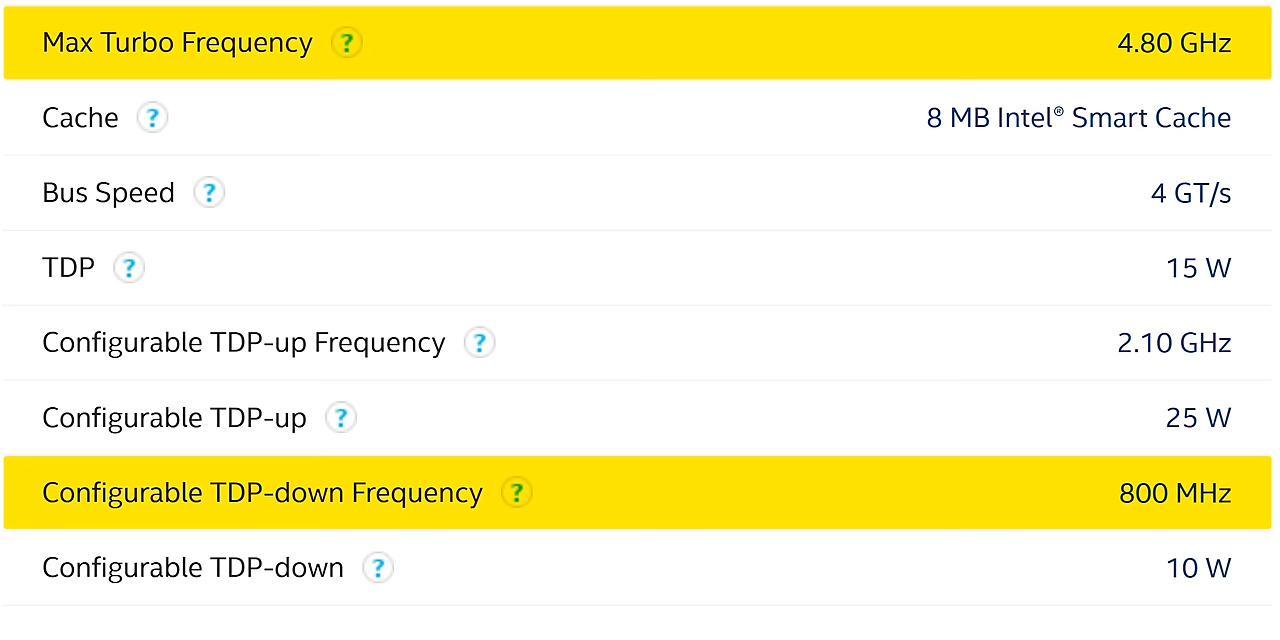 Max Turbo Frequency ? 4.80 GHz
Cache ? 8 MB Intel® Smart Cache
Bus Speed ? 4 GT/s
TDP ? 15 W
Configurable TDP-up Frequency ? 2.10 GHz
Configurable TDP-up ? 25 W
Configurable TDP-down Frequency ? 800 MHz
Configurable TDP-down ? 10 W